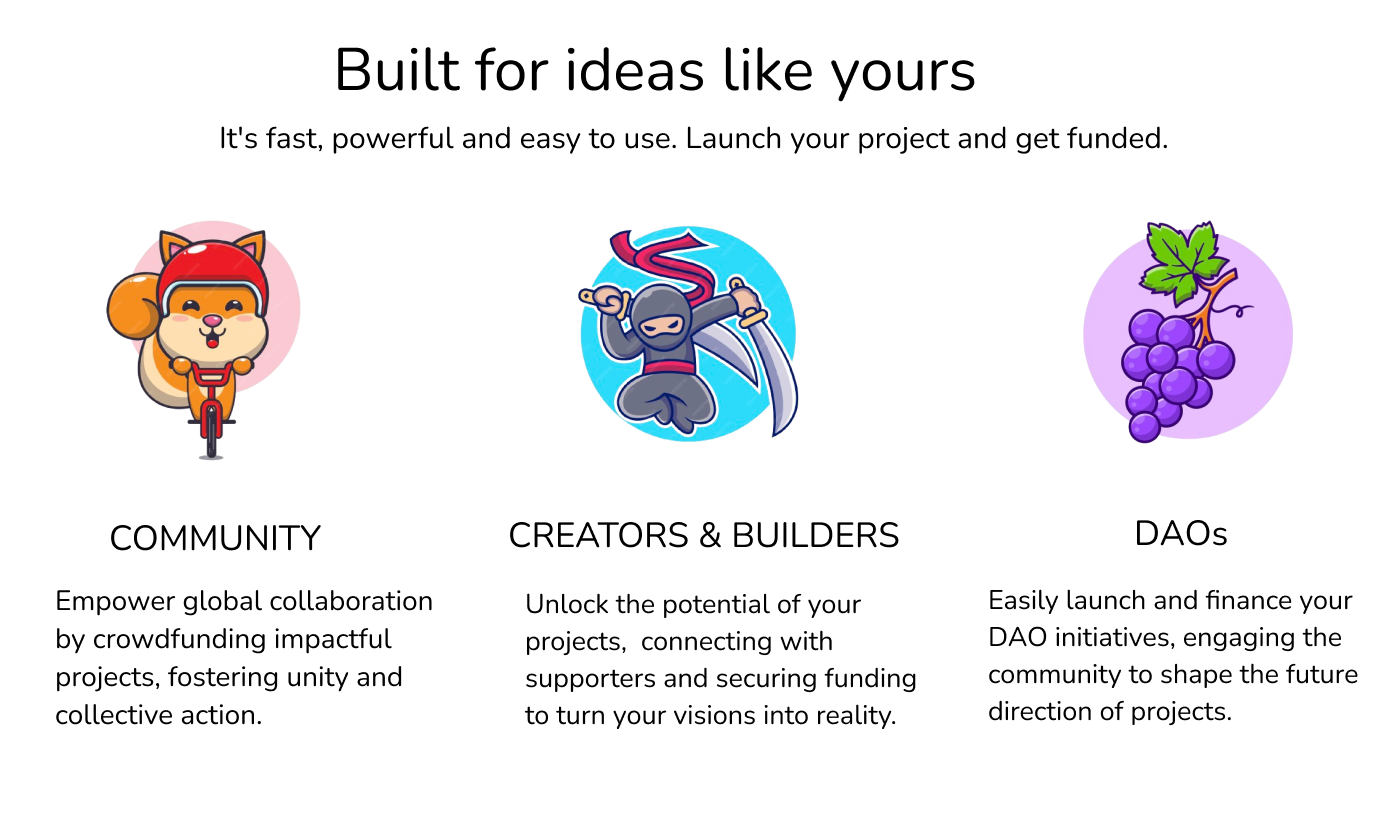 Built for ideas like yours
It's fast, powerful and easy to use. Launch your project and get funded.
COMMUNITY
Empower global collaboration
by crowdfunding impactful
projects, fostering unity and
collective action.
CREATORS & BUILDERS
Unlock the potential of your
projects,  connecting with
supporters and securing funding
to turn your visions into reality.
DAOs
Easily launch and finance your
DAO initiatives, engaging the
community to shape the future
direction of projects.